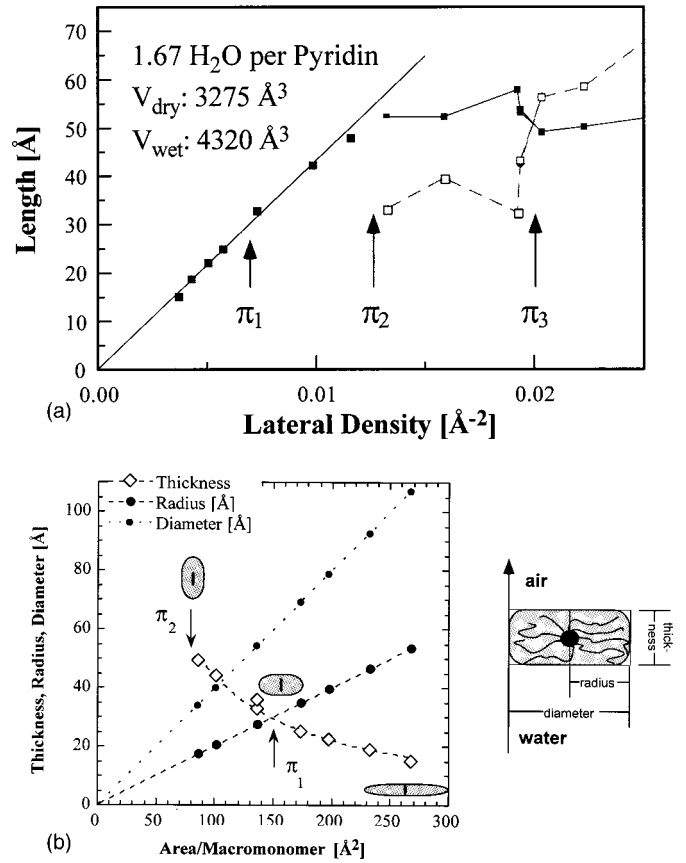 70
60
50
40
30
20
10
0
Length [Å]
1.67 H2O per Pyridin
Vdry: 3275 Å3
Vwet: 4320 Å3
π1
π2
π3
0.00
0.01
0.02
Lateral Density [Å-2]
(a)
Thickness
Radius [Å]
Diameter [Å]
100
80
60
40
20
0
Thickness, Radius, Diameter [Å]
π2
π1
0
50
100
150
200
250
300
Area/Macromonomer [Å2]
(b)
air
thick-
ness
radius
diameter
water